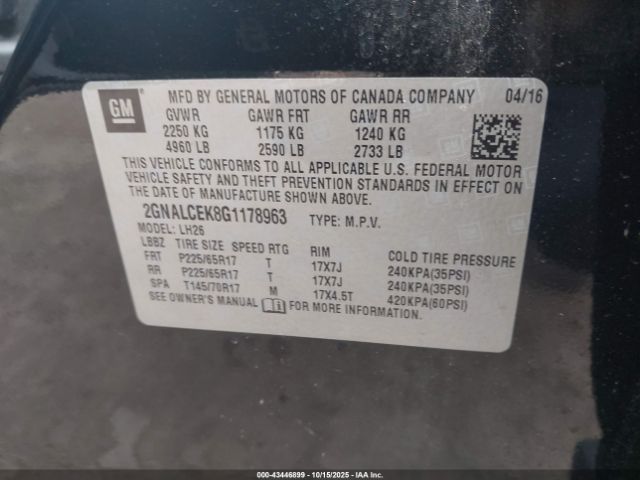 GM
MFD BY GENERAL MOTORS OF CANADA COMPANY 04/16
GVWR GAWR FRT GAWR RR
2250 KG 1175 KG 1240 KG
4960 LB 2590 LB 2733 LB
THIS VEHICLE CONFORMS TO ALL APPLICABLE U.S. FEDERAL MOTOR
VEHICLE SAFETY AND THEFT PREVENTION STANDARDS IN EFFECT ON
THE DATE OF MANUFACTURE SHOWN ABOVE.
2GNALCEK8G1178963 TYPE: M.P.V.
MODEL: LH26
LBBZ TIRE SIZE SPEED RTG RIM COLD TIRE PRESSURE
FRT P225/65R17 T 17X7J 240KPA(35PSI)
RR P225/65R17 T 17X7J 240KPA(35PSI)
SPA T145/70R17 M 17X4.5T 420KPA(60PSI)
SEE OWNER'S MANUAL FOR MORE INFORMATION.
000-43446899 - 10/15/2025 - IAAI.COM